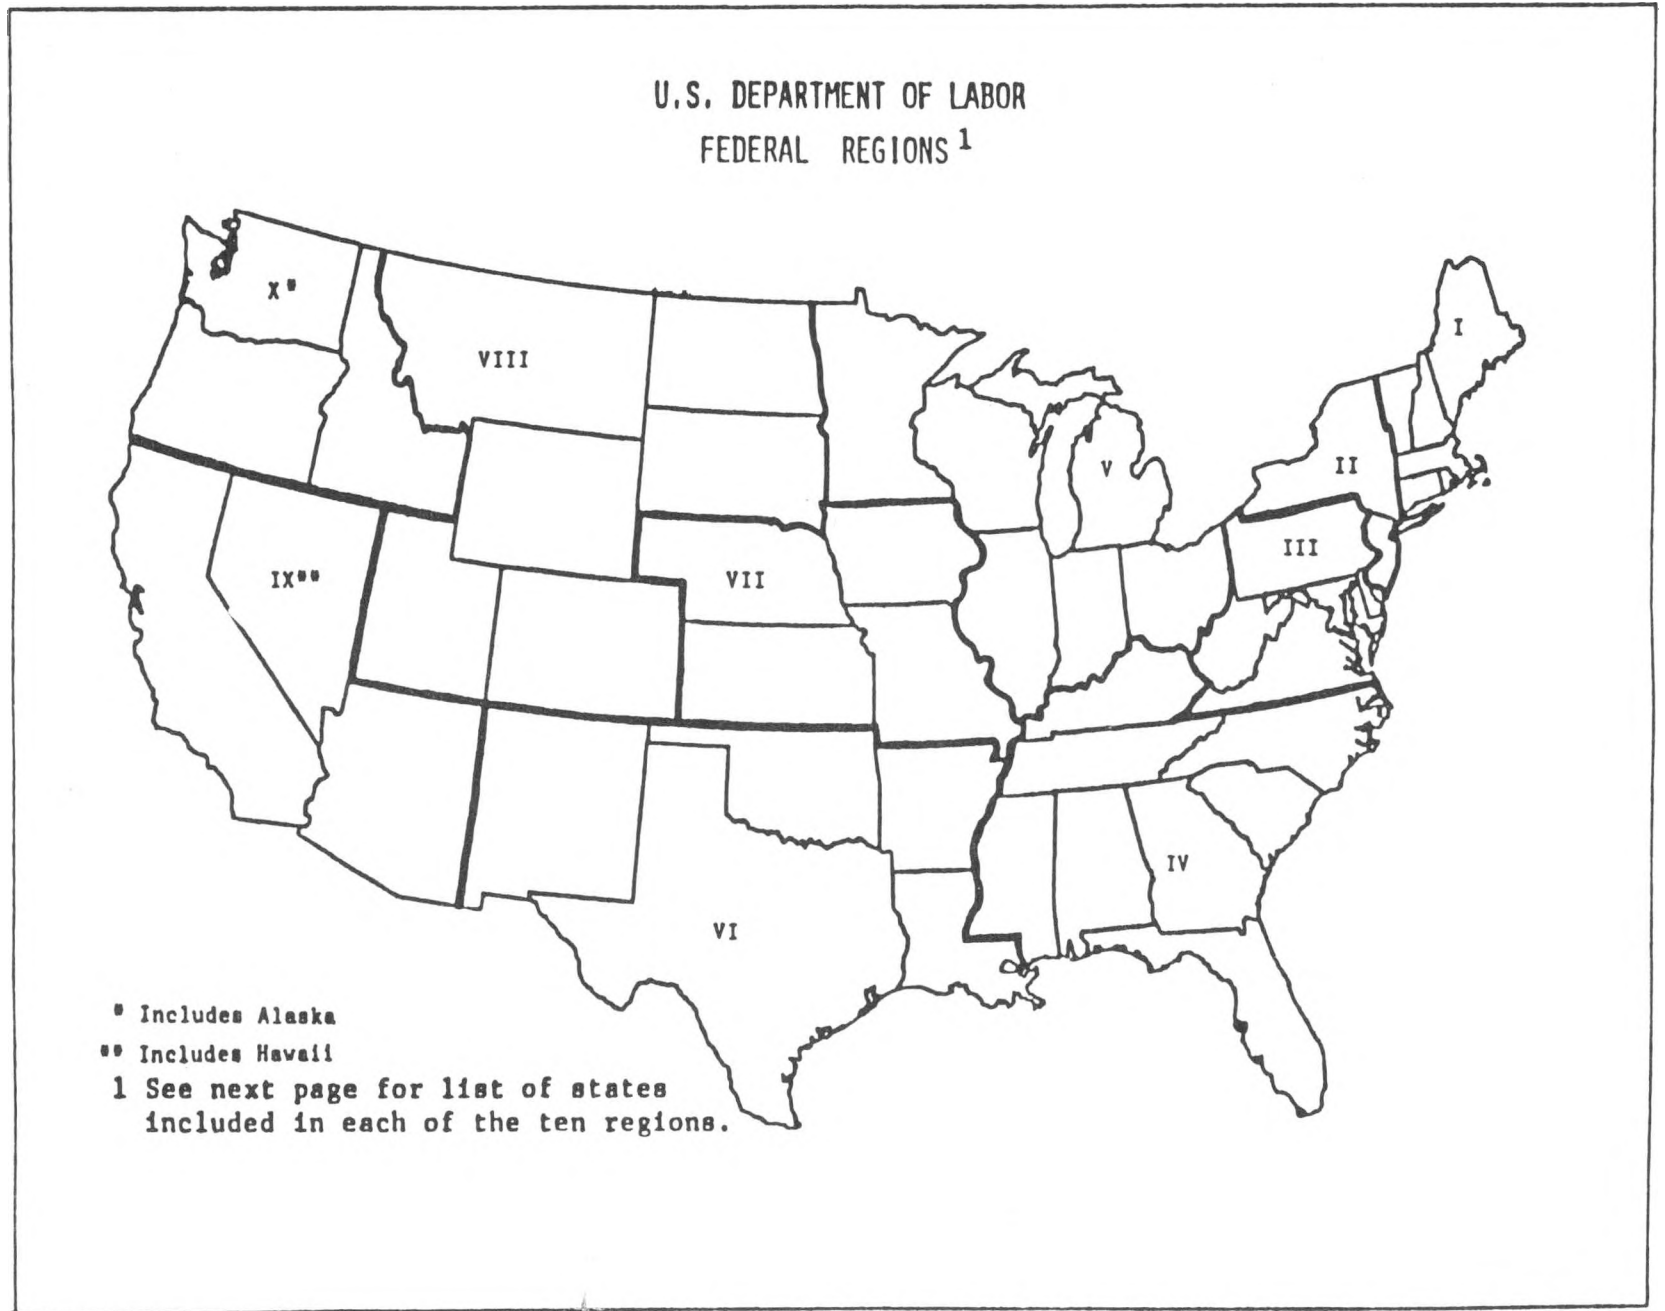 U.S. DEPARTMENT OF LABOR
FEDERAL REGIONS 1
X*
VIII
I
V
II
III
IX**
VII
IV
VI
* Includes Alaska
** Includes Hawaii
1 See next page for list of states
included in each of the ten regions.